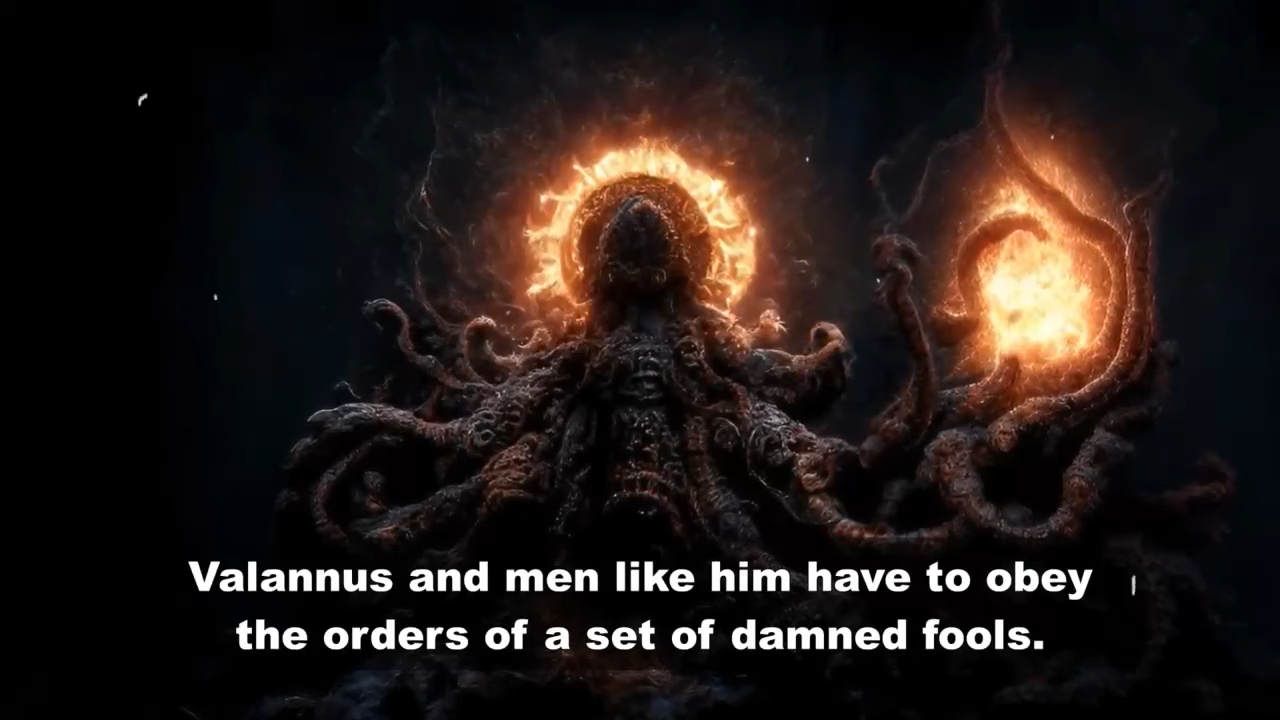 Valannus and men like him have to obey
the orders of a set of damned fools.